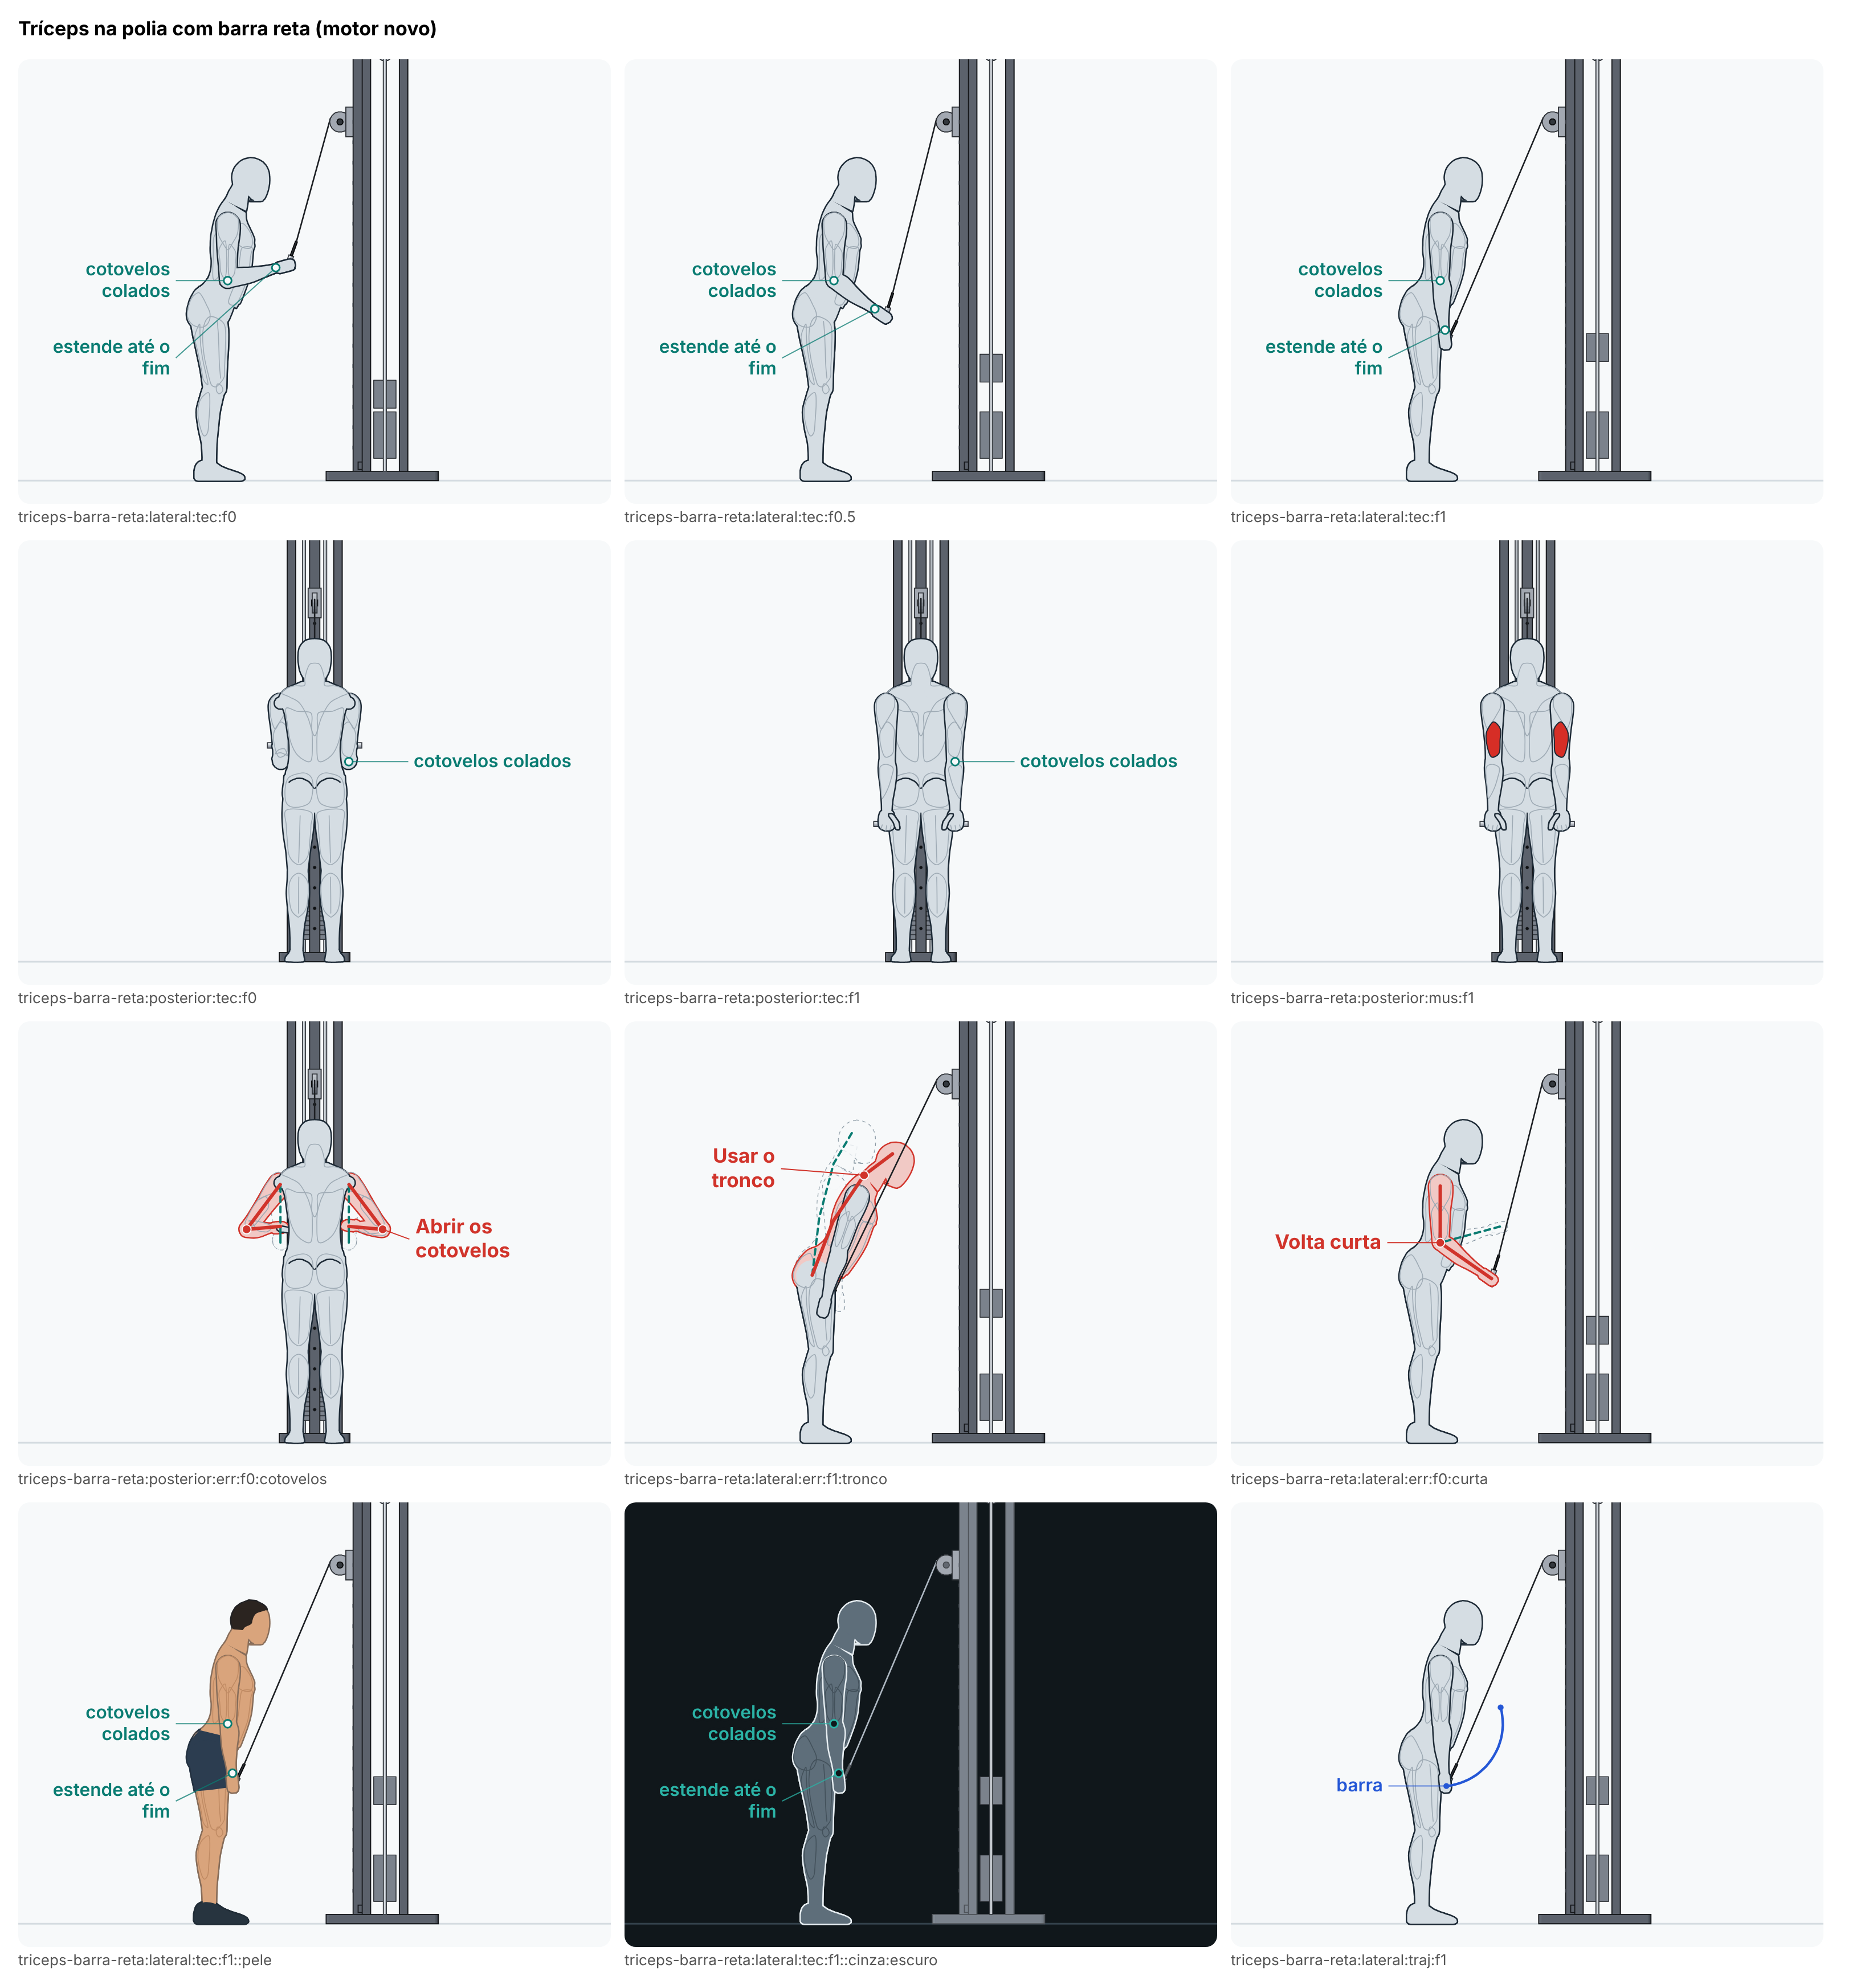 Tríceps na polia com barra reta (motor novo)
cotovelos
colados
estende até o
fim
cotovelos
colados
estende até o
fim
cotovelos
colados
estende até o
fim
triceps-barra-reta:lateral:tec:f0
triceps-barra-reta:lateral:tec:f0.5
triceps-barra-reta:lateral:tec:f1
cotovelos colados
cotovelos colados
triceps-barra-reta:posterior:tec:f0
triceps-barra-reta:posterior:tec:f1
triceps-barra-reta:posterior:mus:f1
Abrir os
cotovelos
Usar o
tronco
Volta curta
triceps-barra-reta:posterior:err:f0:cotovelos
triceps-barra-reta:lateral:err:f1:tronco
triceps-barra-reta:lateral:err:f0:curta
cotovelos
colados
estende até o
fim
cotovelos
colados
estende até o
fim
barra
triceps-barra-reta:lateral:tec:f1::pele
triceps-barra-reta:lateral:tec:f1::cinza:escuro
triceps-barra-reta:lateral:traj:f1